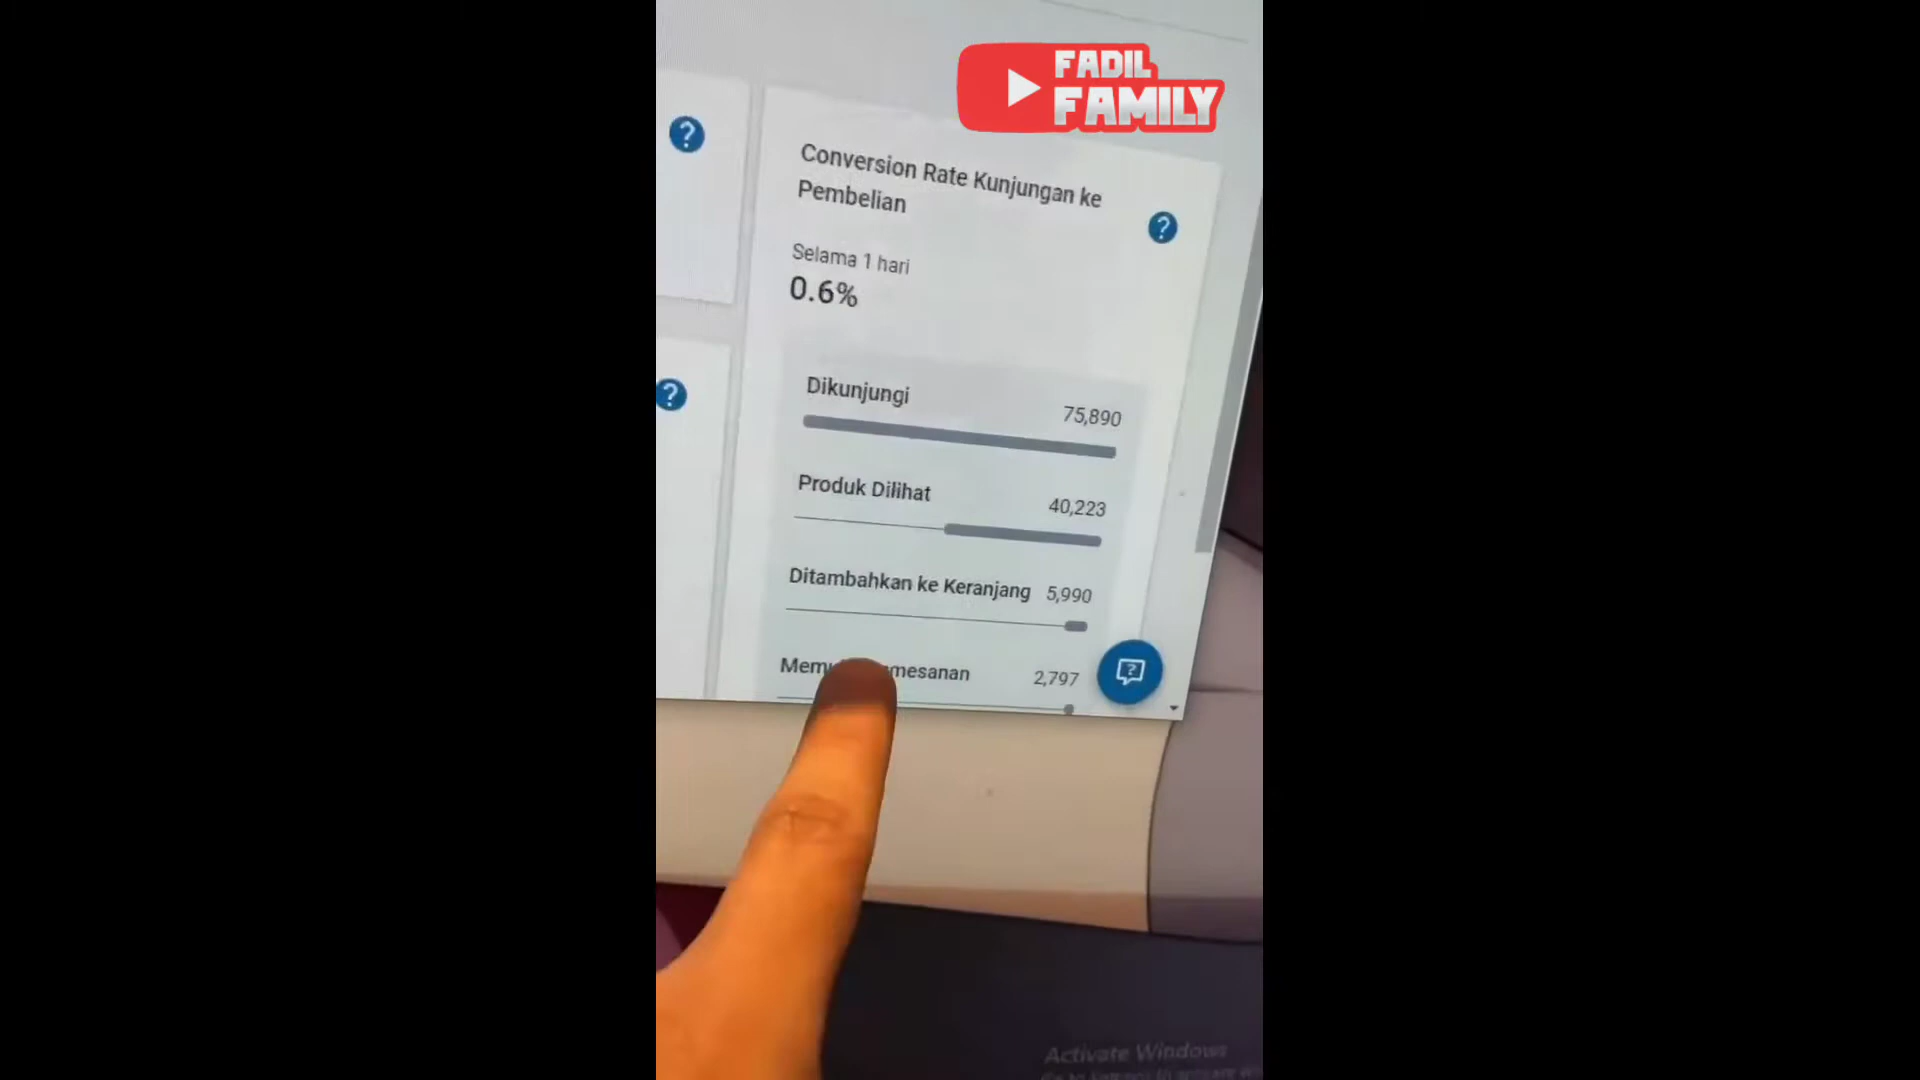 FADIL
FAMILY
Conversion Rate Kunjungan ke
Pembelian
Selama 1 hari
0.6%
Dikunjungi 75,890
Produk Dilihat 40,223
Ditambahkan ke Keranjang 5,990
2,797
Activate Windows